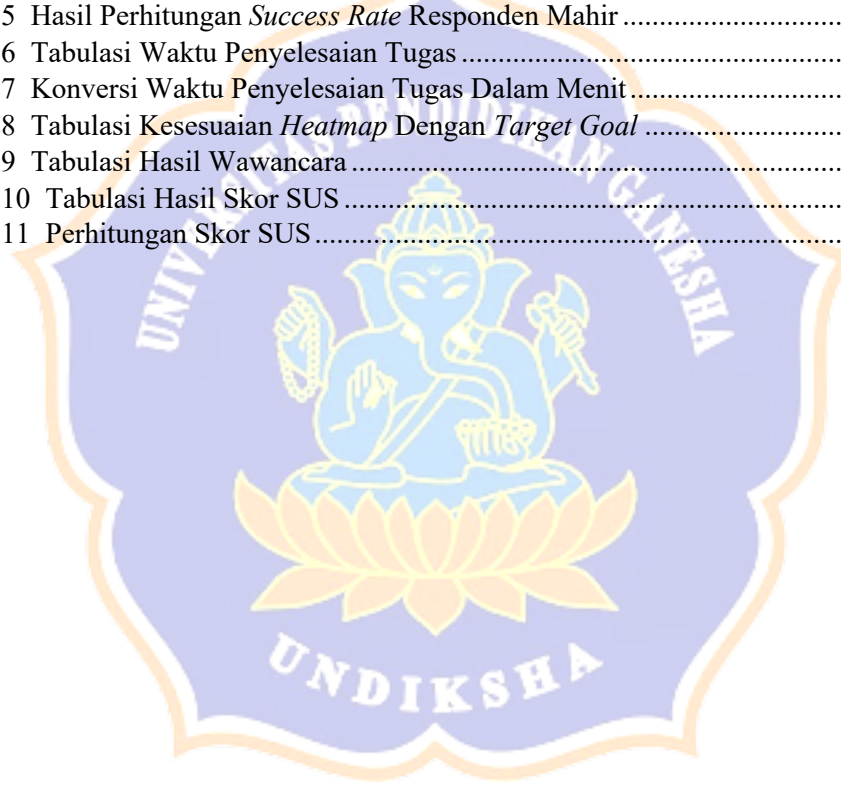 5 Hasil Perhitungan Success Rate Responden Mahir ..............................
6 Tabulasi Waktu Penyelesaian Tugas ..............................
7 Konversi Waktu Penyelesaian Tugas Dalam Menit ..............................
8 Tabulasi Kesesuaian Heatmap Dengan Target Goal ..............................
9 Tabulasi Hasil Wawancara ..............................
10 Tabulasi Hasil Skor SUS ..............................
11 Perhitungan Skor SUS ..............................
UNIVERSITAS PENDIDIKAN GANESHA
UNDIKSHA